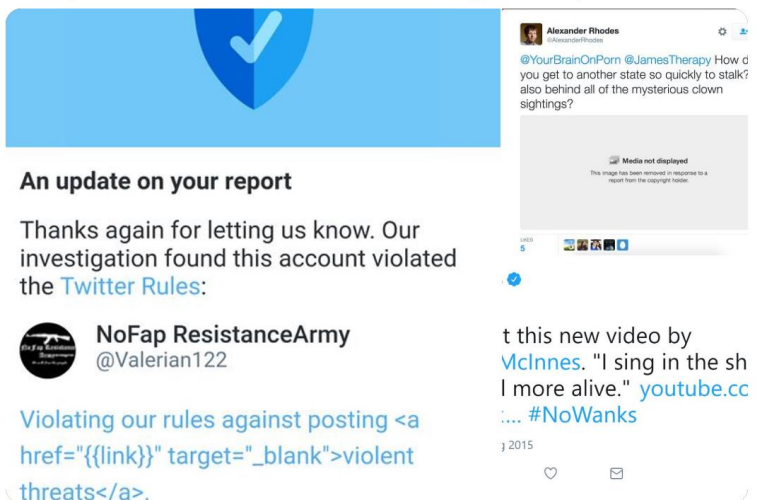 An update on your report
Thanks again for letting us know. Our
investigation found this account violated
the Twitter Rules:
NoFap ResistanceArmy
@Valerian122
Violating our rules against posting <a
href="{{link}}" target="_blank">violent
threats</a>.
Alexander Rhodes
@AlexanderRhodes
@YourBrainOnPorn @JamesTherapy How d
you get to another state so quickly to stalk?
also behind all of the mysterious clown
sightings?
Media not displayed
This image has been removed in response to a
report from the copyright holder.
LIKES
5
t this new video by
McInnes. "I sing in the sh
l more alive." youtube.co
... #NoWanks
2015